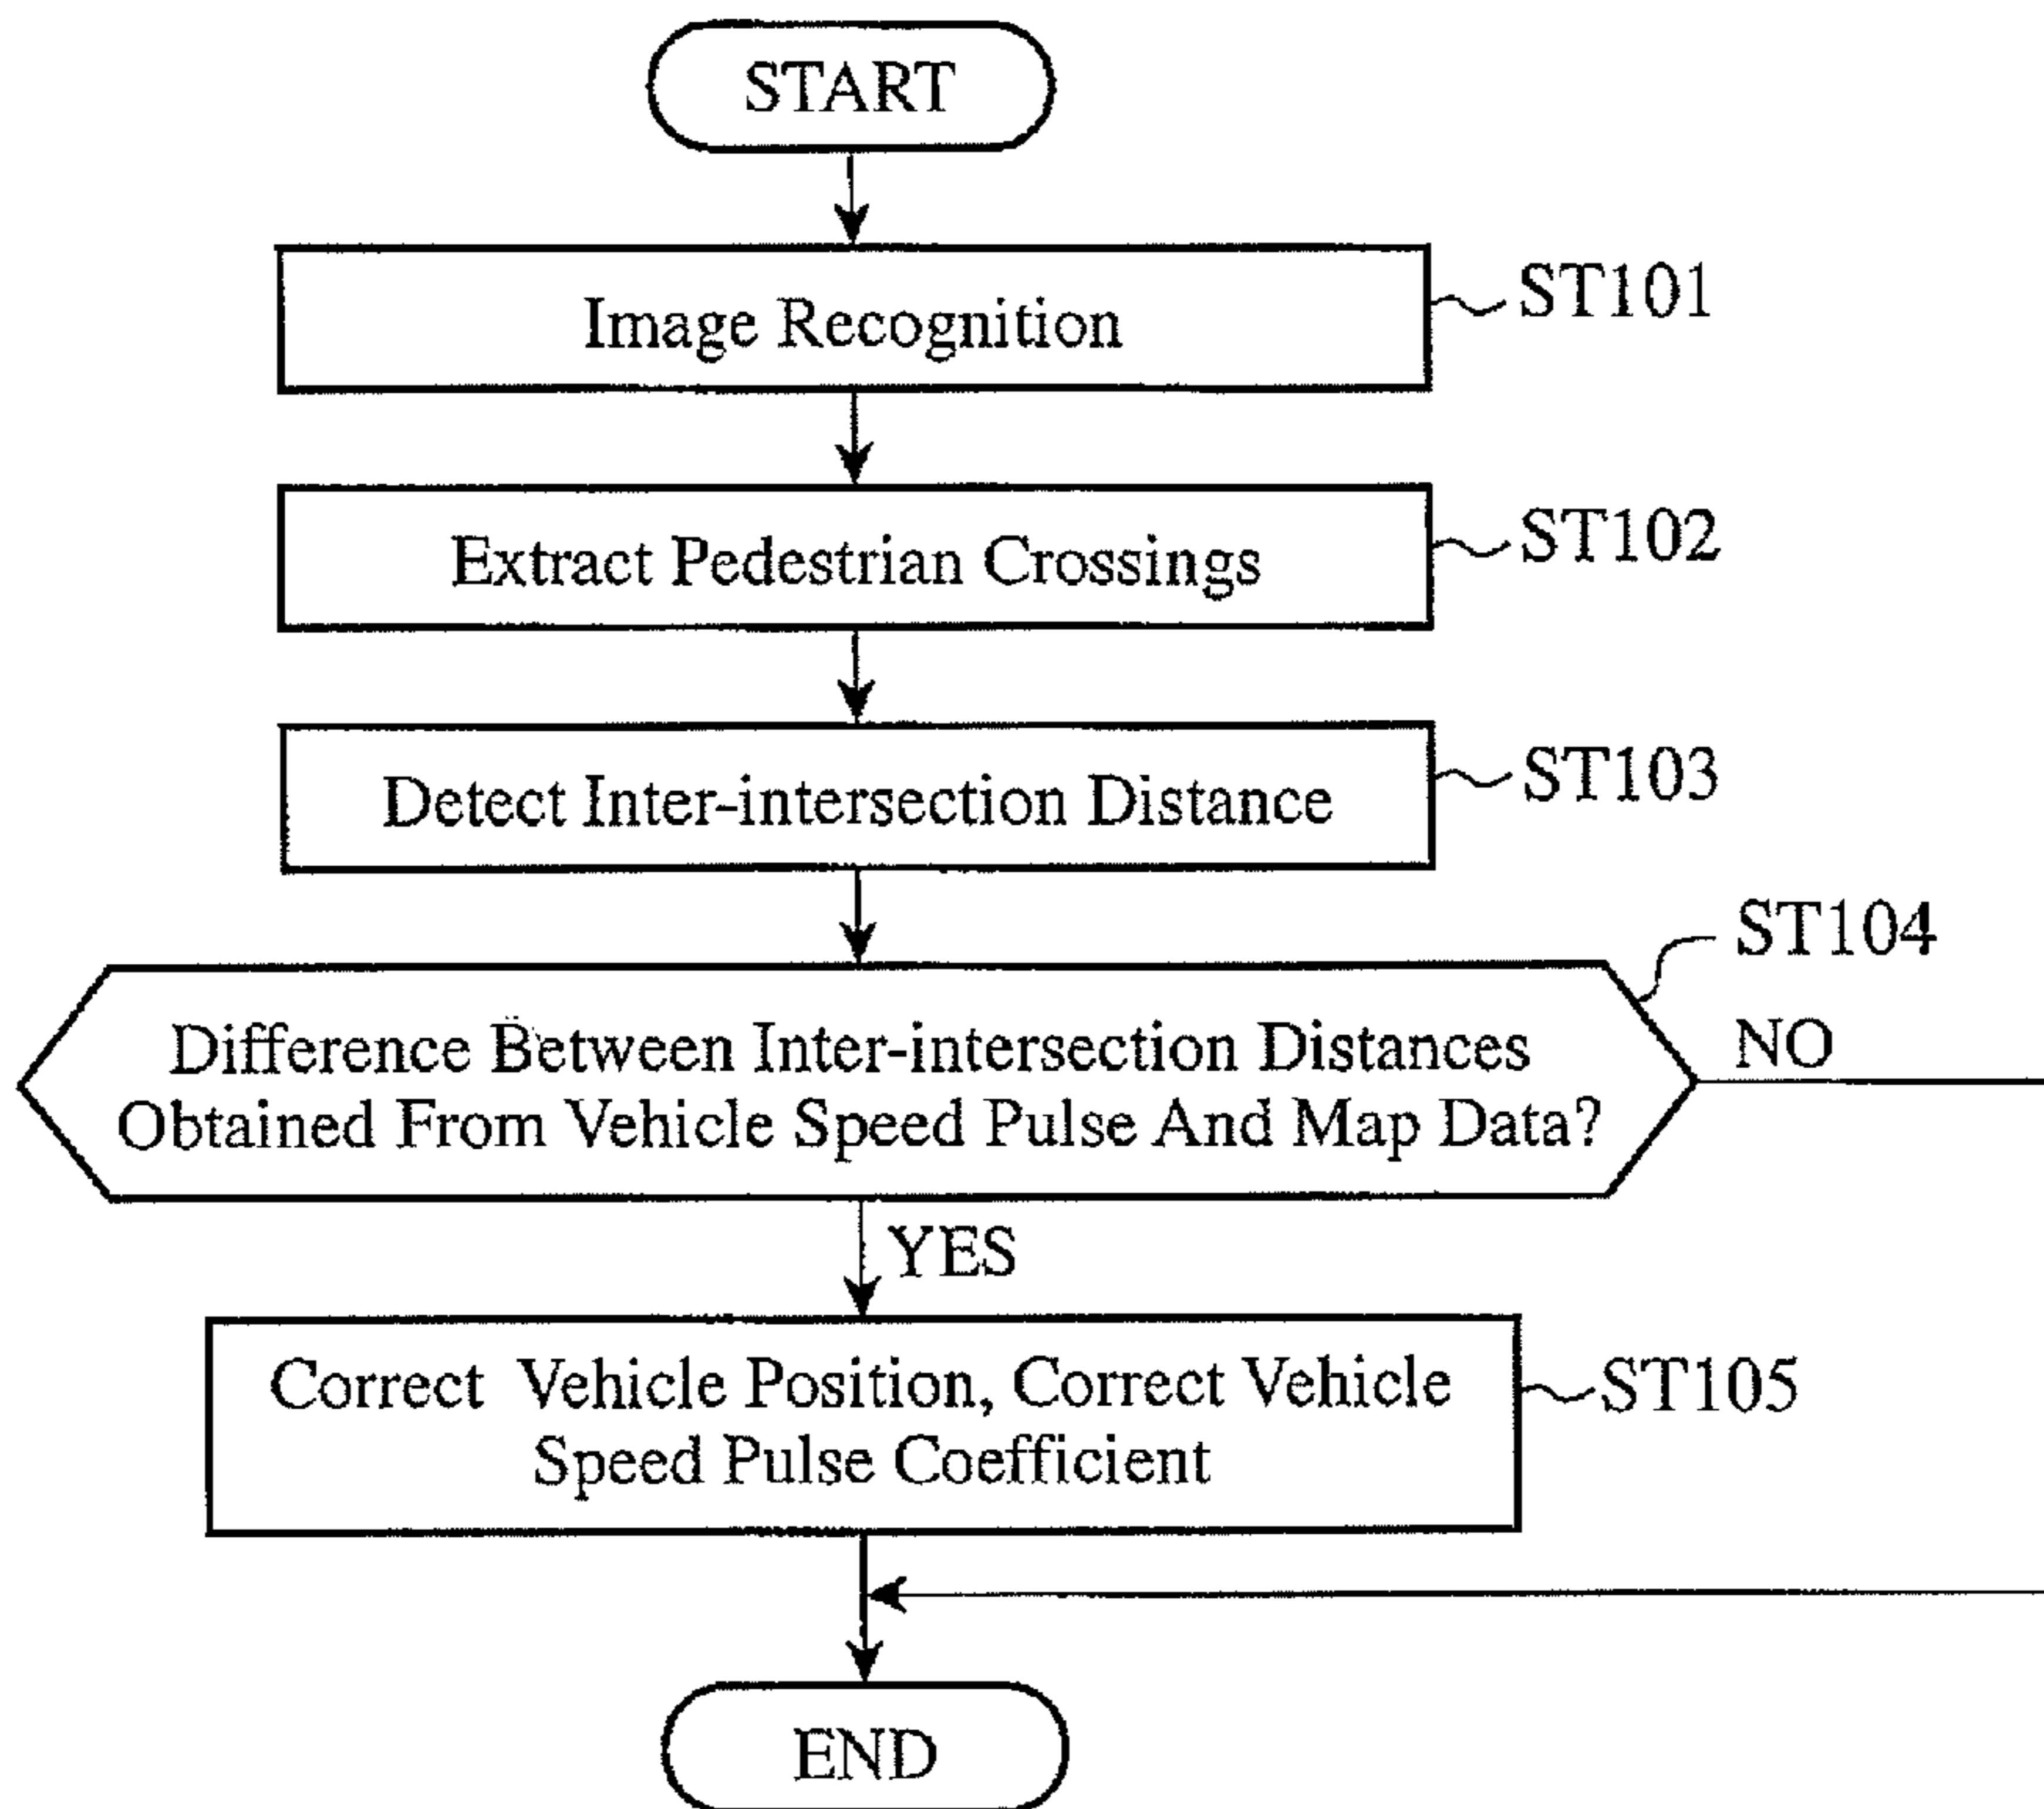 START
Image Recognition
ST101
Extract Pedestrian Crossings
ST102
Detect Inter-intersection Distance
ST103
ST104
Difference Between Inter-intersection Distances
Obtained From Vehicle Speed Pulse And Map Data?
NO
YES
Correct Vehicle Position, Correct Vehicle
Speed Pulse Coefficient
ST105
END